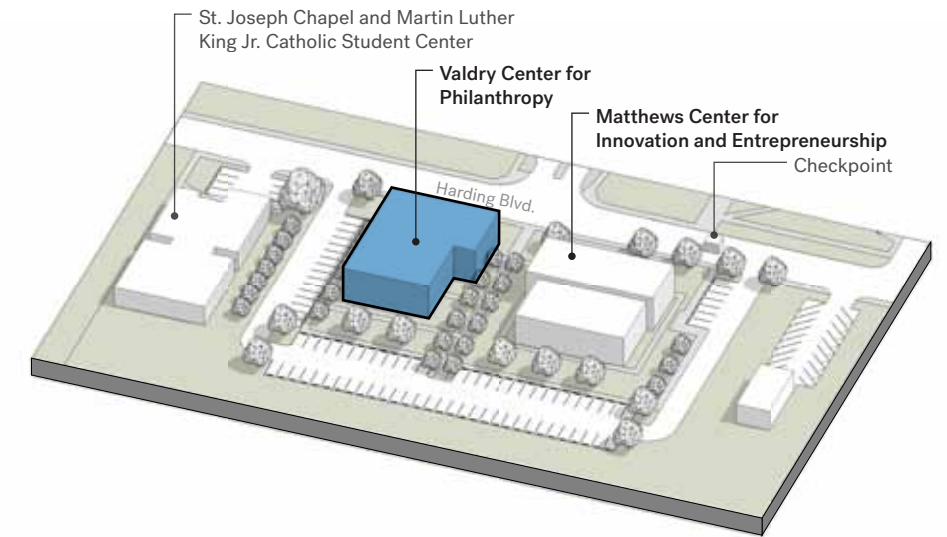 St. Joseph Chapel and Martin Luther
King Jr. Catholic Student Center
Valdry Center for
Philanthropy
Matthews Center for
Innovation and Entrepreneurship
Checkpoint
Harding Blvd.